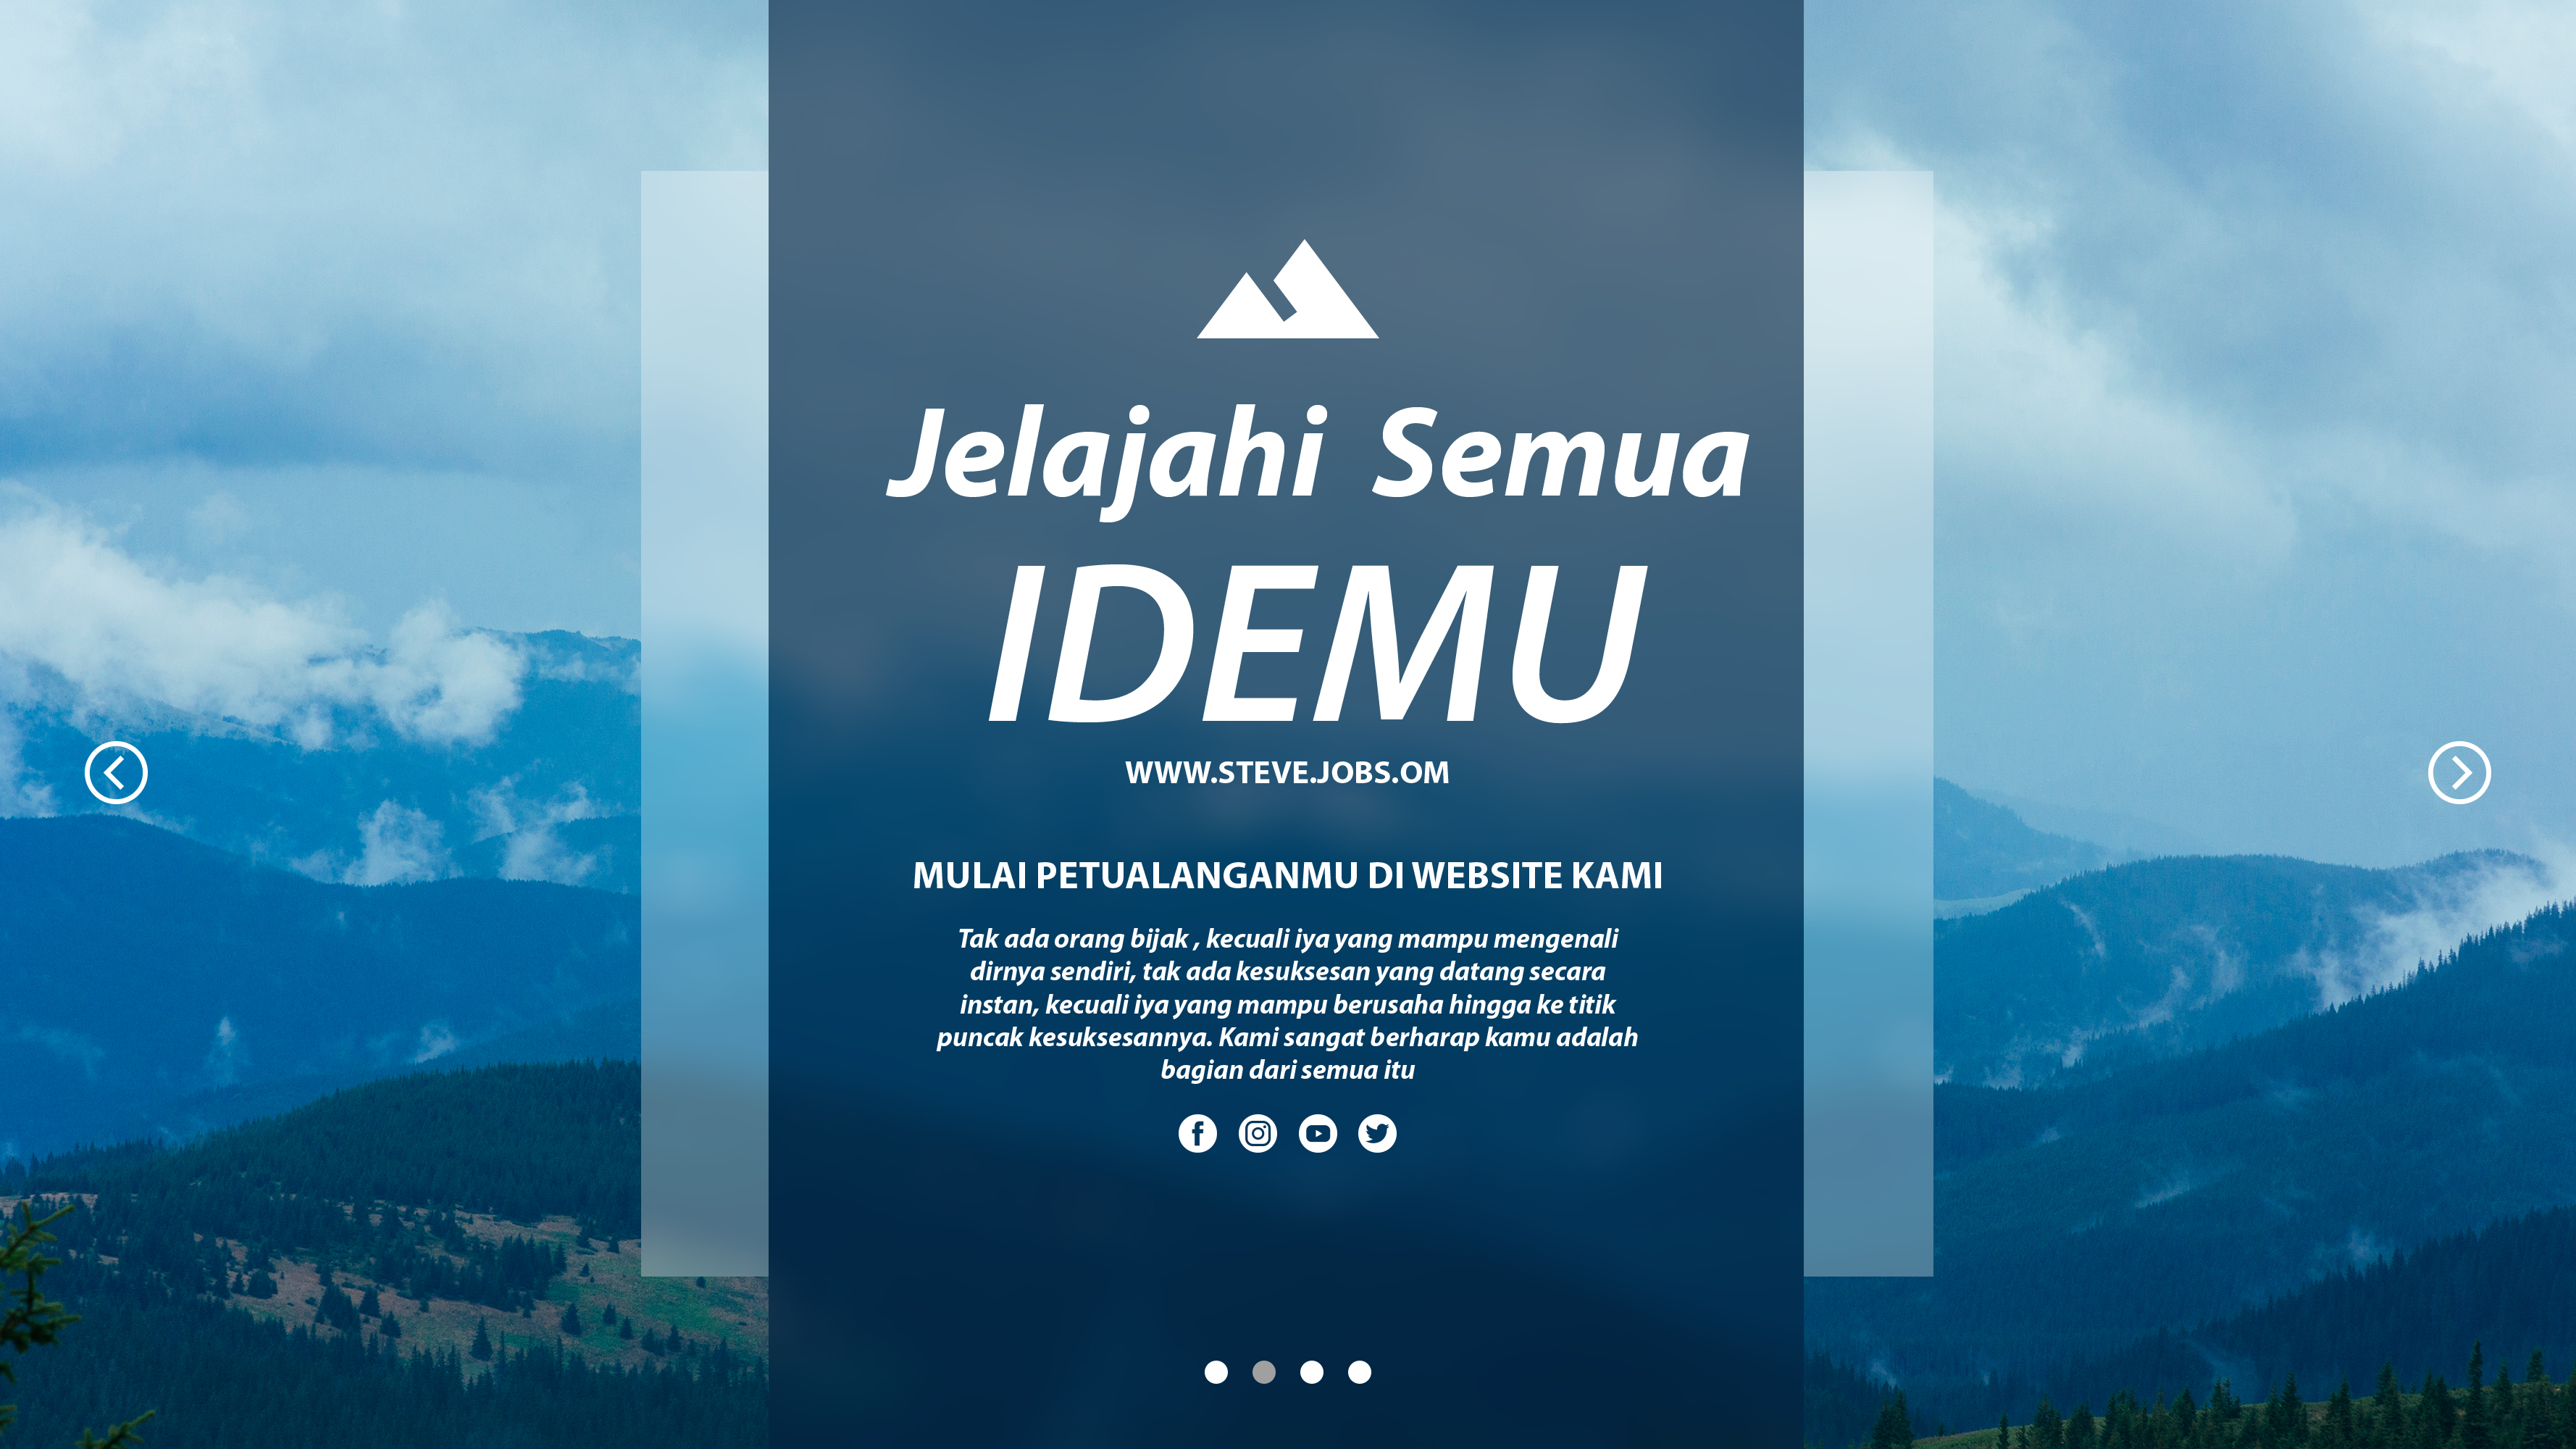 Jelajahi Semua
IDEMU
WWW.STEVE.JOBS.OM
MULAI PETUALANGANMU DI WEBSITE KAMI
Tak ada orang bijak , kecuali iya yang mampu mengenali
dirnya sendiri, tak ada kesuksesan yang datang secara
instan, kecuali iya yang mampu berusaha hingga ke titik
puncak kesuksesannya. Kami sangat berharap kamu adalah
bagian dari semua itu